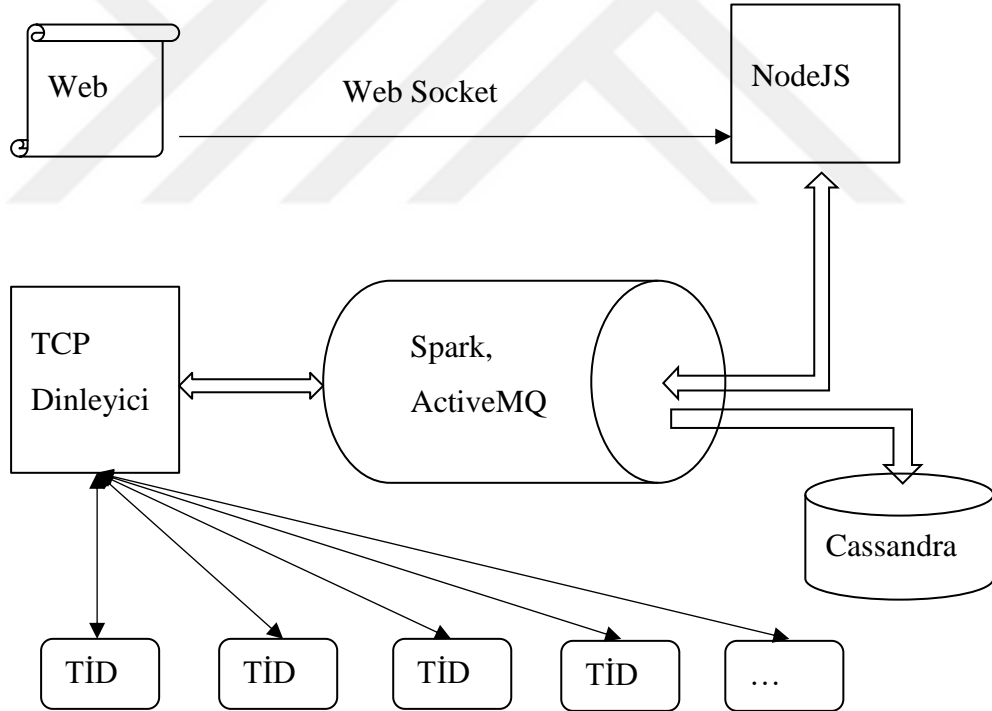 Web
Web Socket
NodeJS
TCP
Dinleyici
Spark,
ActiveMQ
Cassandra
TİD
TİD
TİD
TİD
…